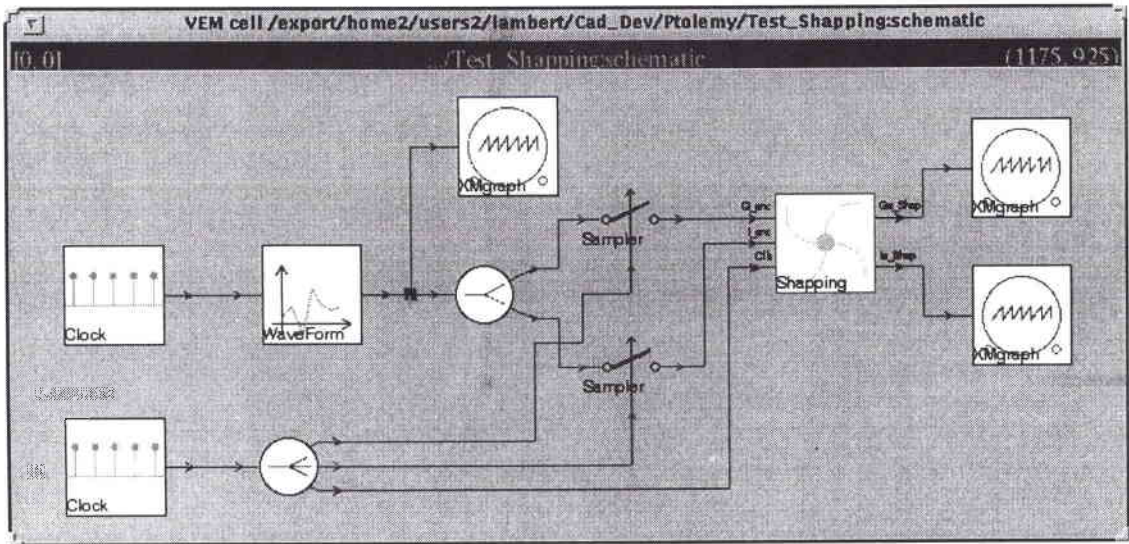 VEM cell /export/home2/users2/lambert/Cad_Dev/Ptolemy/Test_Shapping:schematic
[0, 0] ../Test_Shapping:schematic (1175, 925)
XMgraph
XMgraph
Sampler
Clock
WaveForm
Shapping
XMgraph
Sampler
Clock